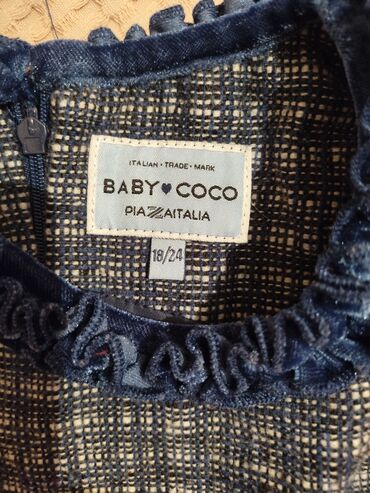 ITALIAN · TRADE · MARK
BABY♥COCO
PIAZZAITALIA
18/24